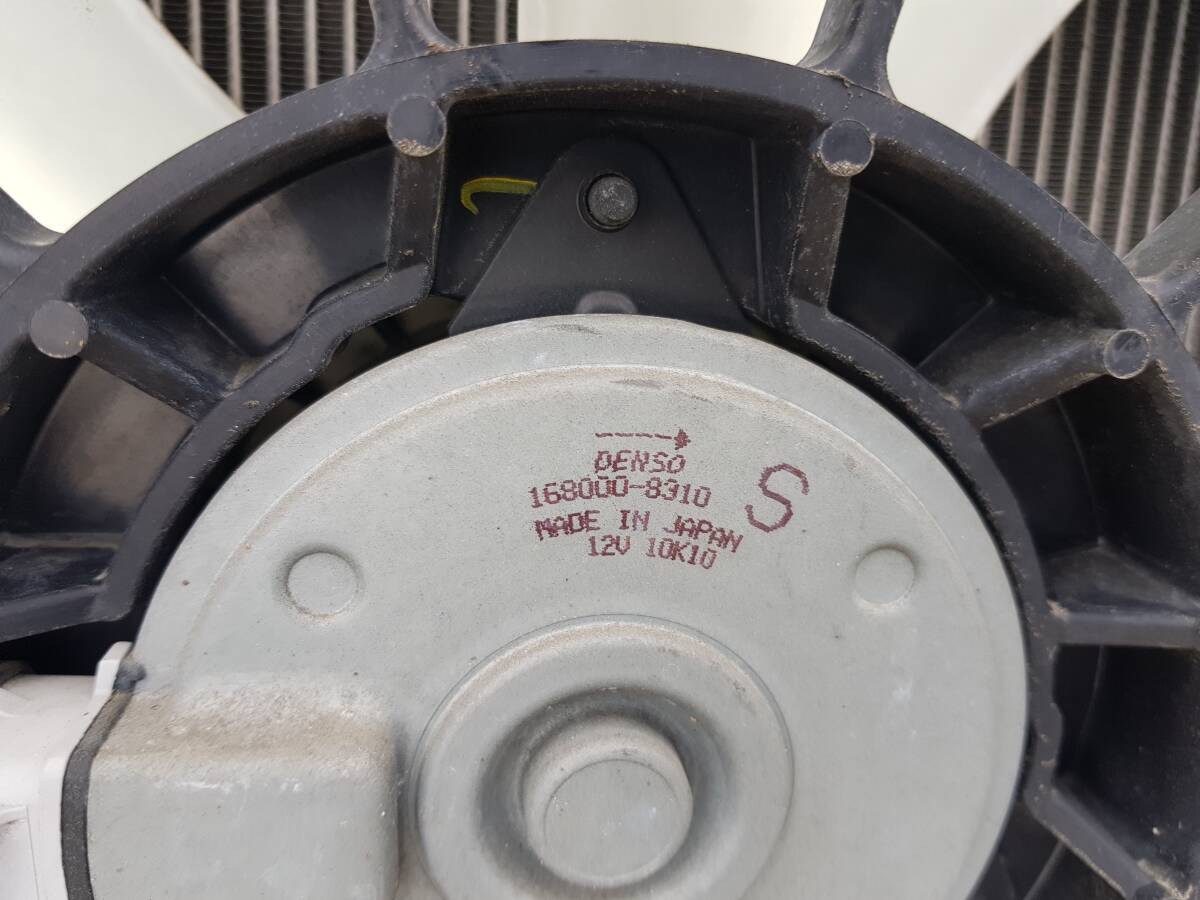 DENSO
168000-8310
S
MADE IN JAPAN
12V 10K10